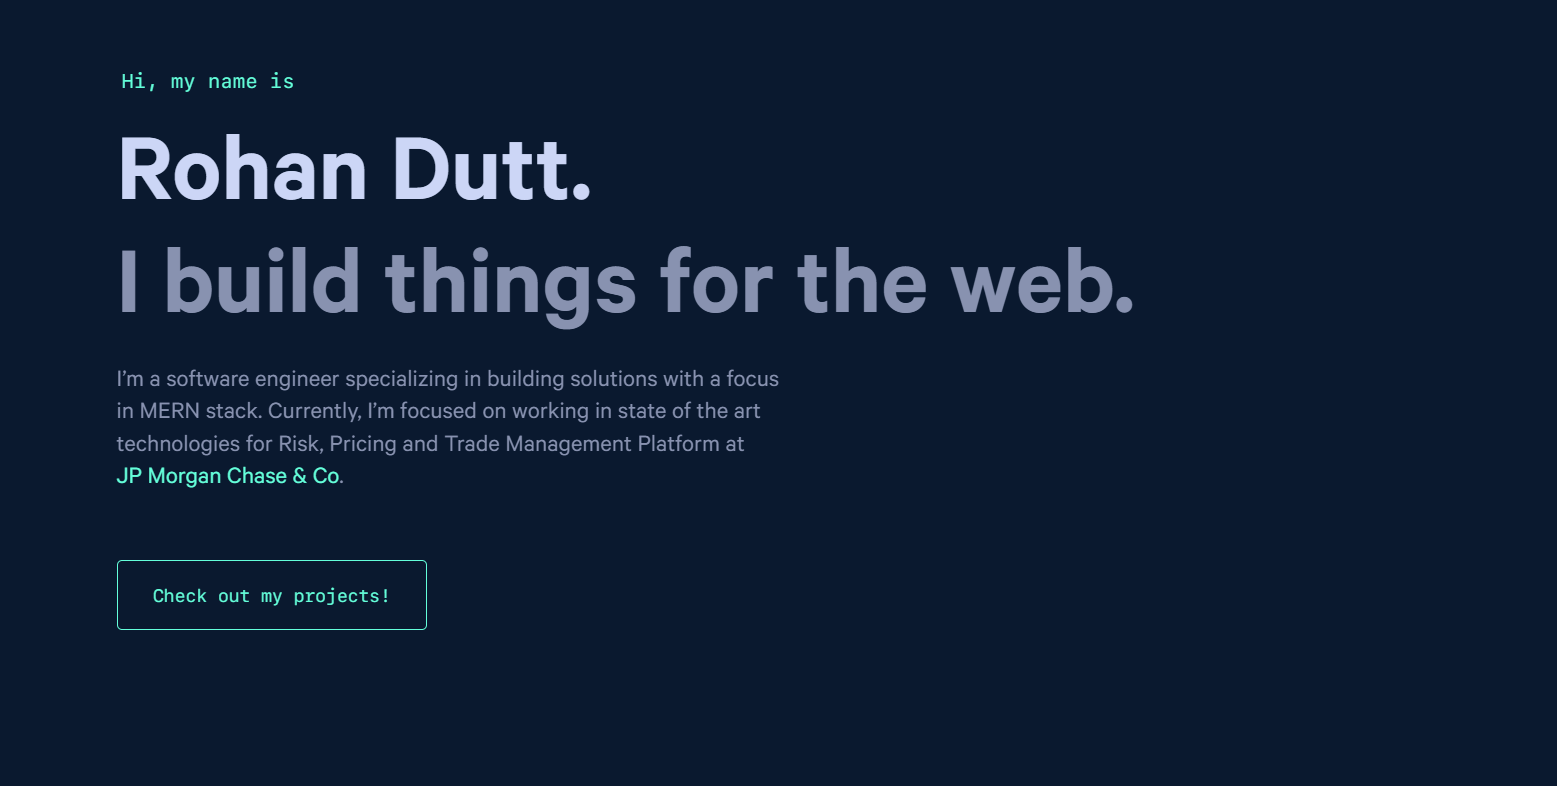 Hi, my name is
Rohan Dutt.
I build things for the web.
I’m a software engineer specializing in building solutions with a focus
in MERN stack. Currently, I’m focused on working in state of the art
technologies for Risk, Pricing and Trade Management Platform at
JP Morgan Chase & Co.
Check out my projects!